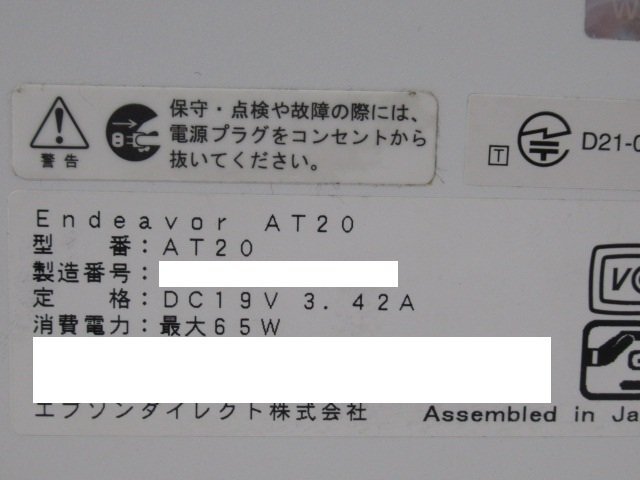 W
保守・点検や故障の際には、
電源プラグをコンセントから
抜いてください。
警告
T
D21-0
Endeavor AT20
型　　番：AT20
製造番号：
定　　格：DC19V 3.42A
消費電力：最大65W
VC
G
エプソンダイレクト株式会社
Assembled in Ja